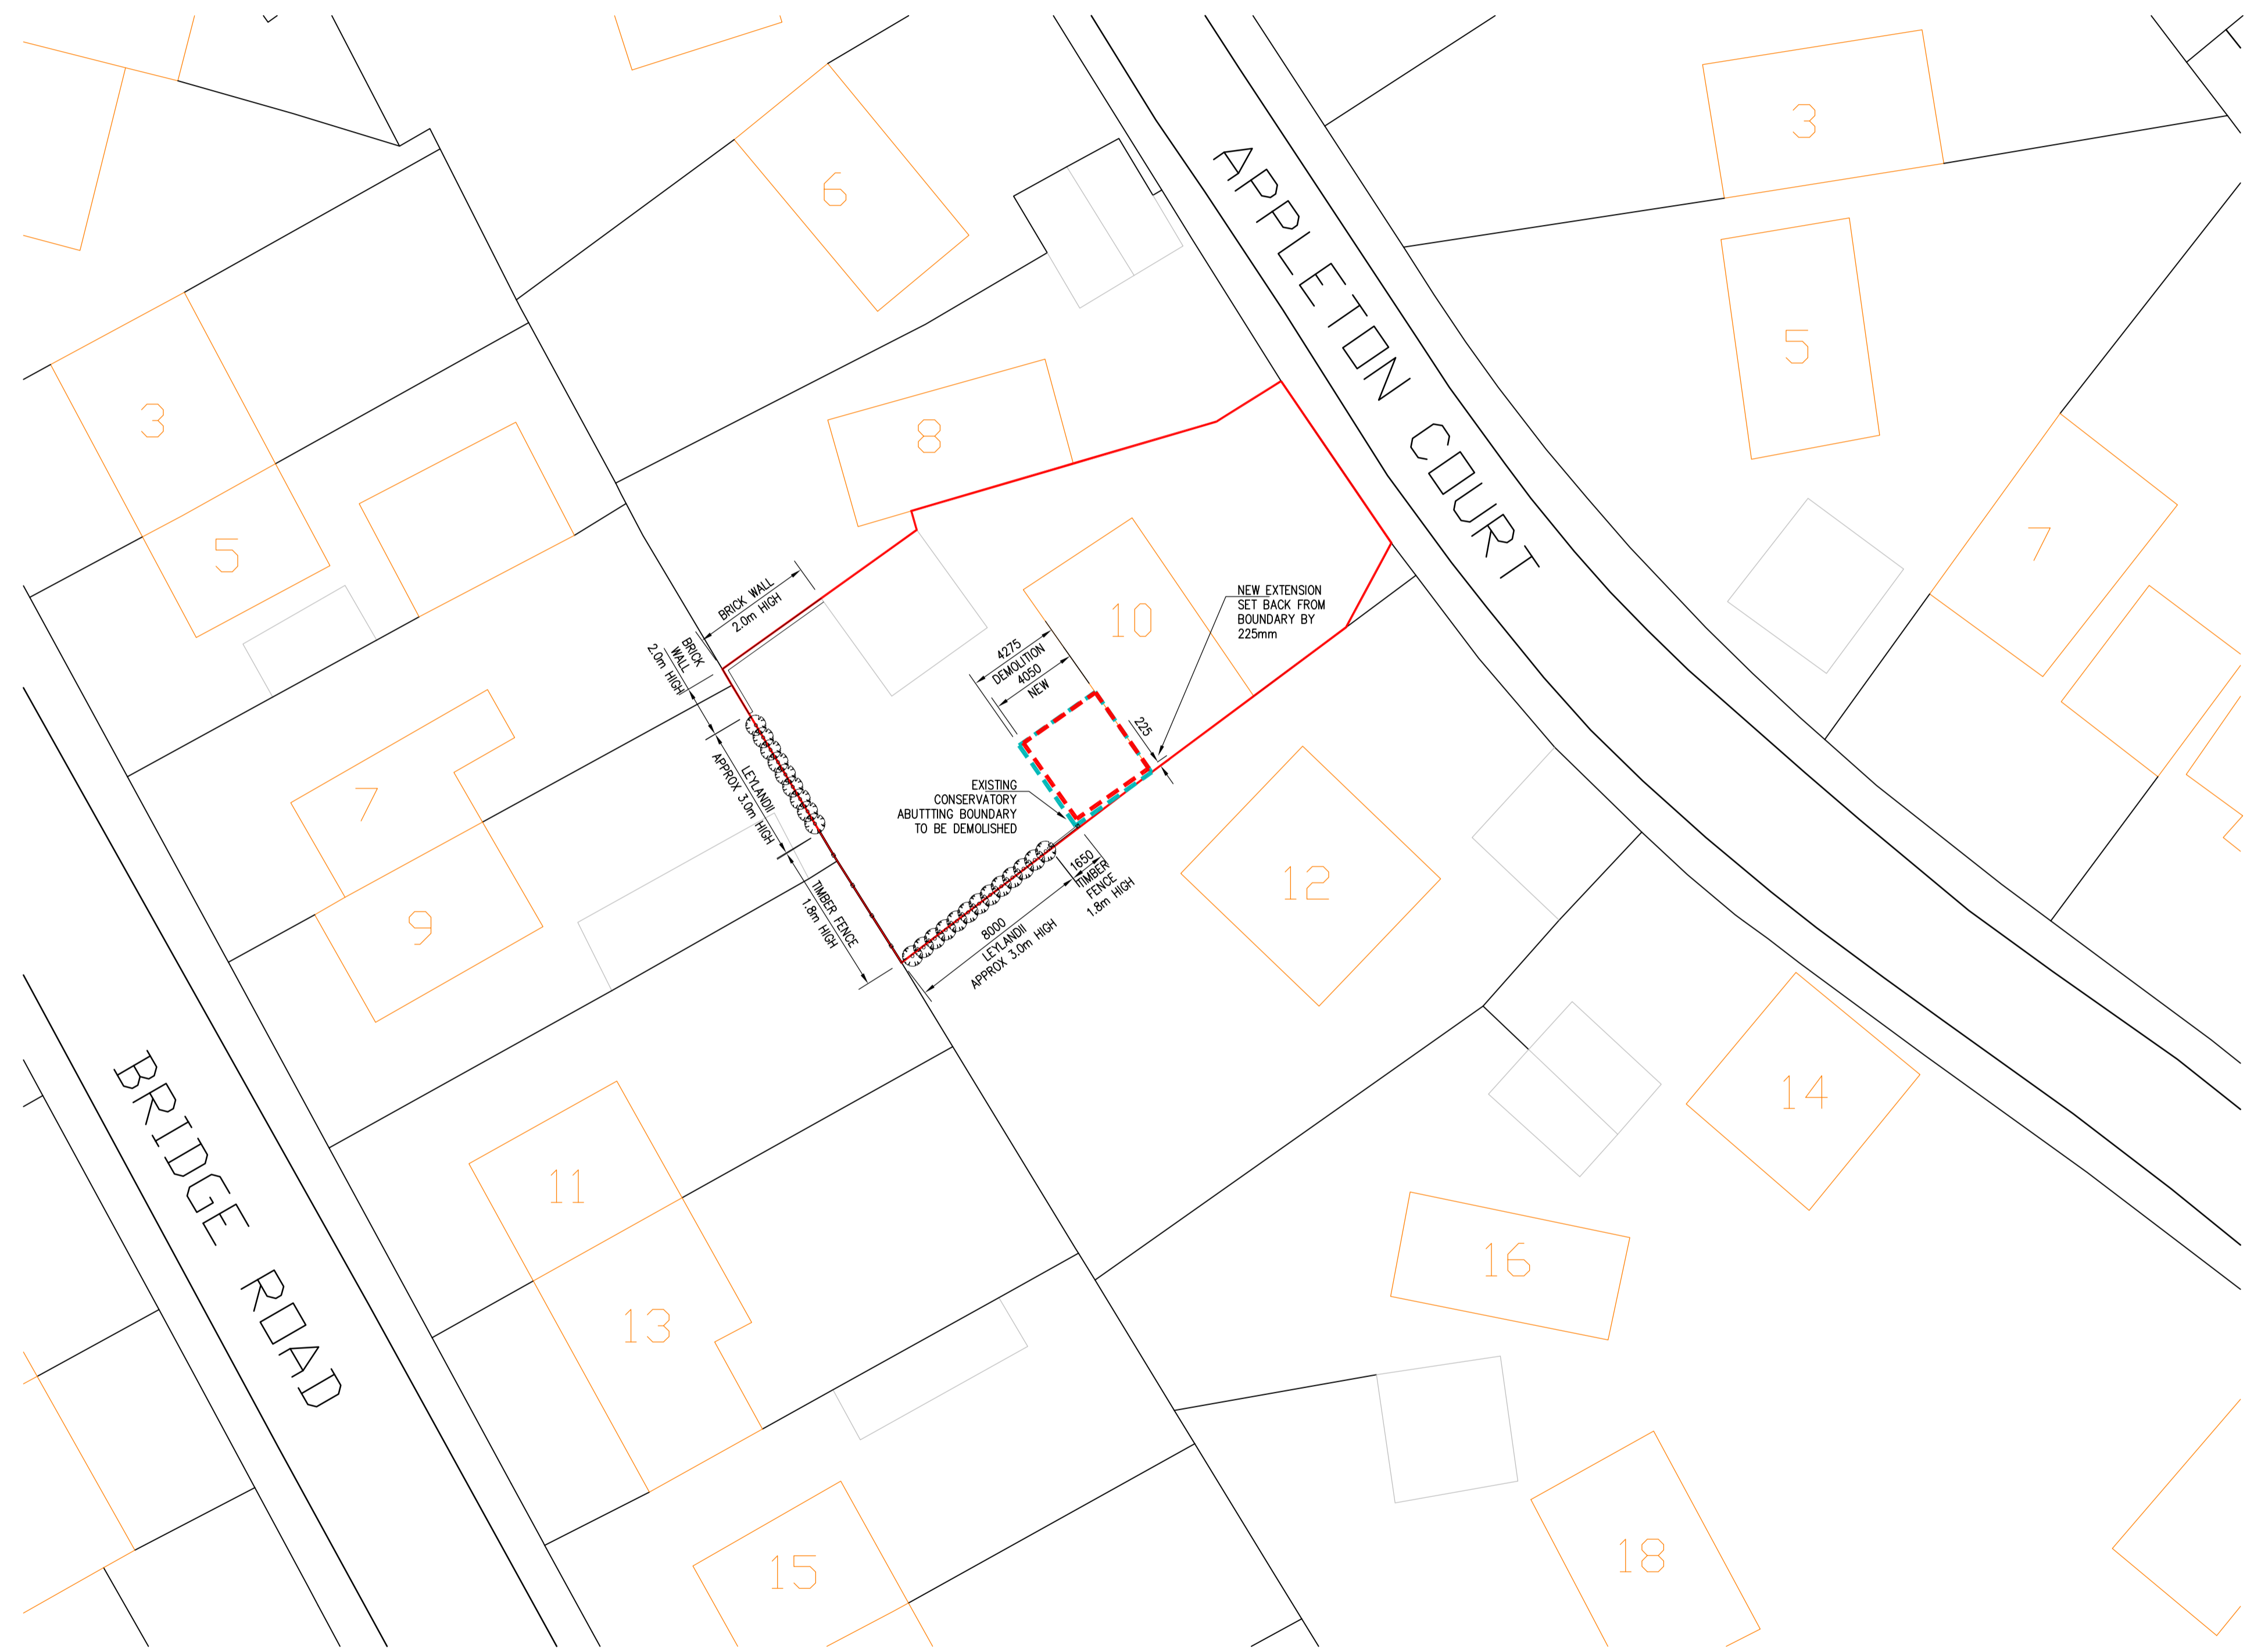 3
6
APPLETON COURT
5
3
8
7
5
BRICK WALL
2.0m HIGH
NEW EXTENSION
SET BACK FROM
BOUNDARY BY
225mm
10
BRICK
WALL
2.0m HIGH
4275
DEMOLITION
4050
NEW
225
7
LEYLANDII
APPROX 3.0m HIGH
EXISTING
CONSERVATORY
ABUTTTING BOUNDARY
TO BE DEMOLISHED
1650
TIMBER
FENCE
1.8m HIGH
12
9
TIMBER FENCE
1.8m HIGH
8000
LEYLANDII
APPROX 3.0m HIGH
14
BRIDGE ROAD
11
16
13
18
15